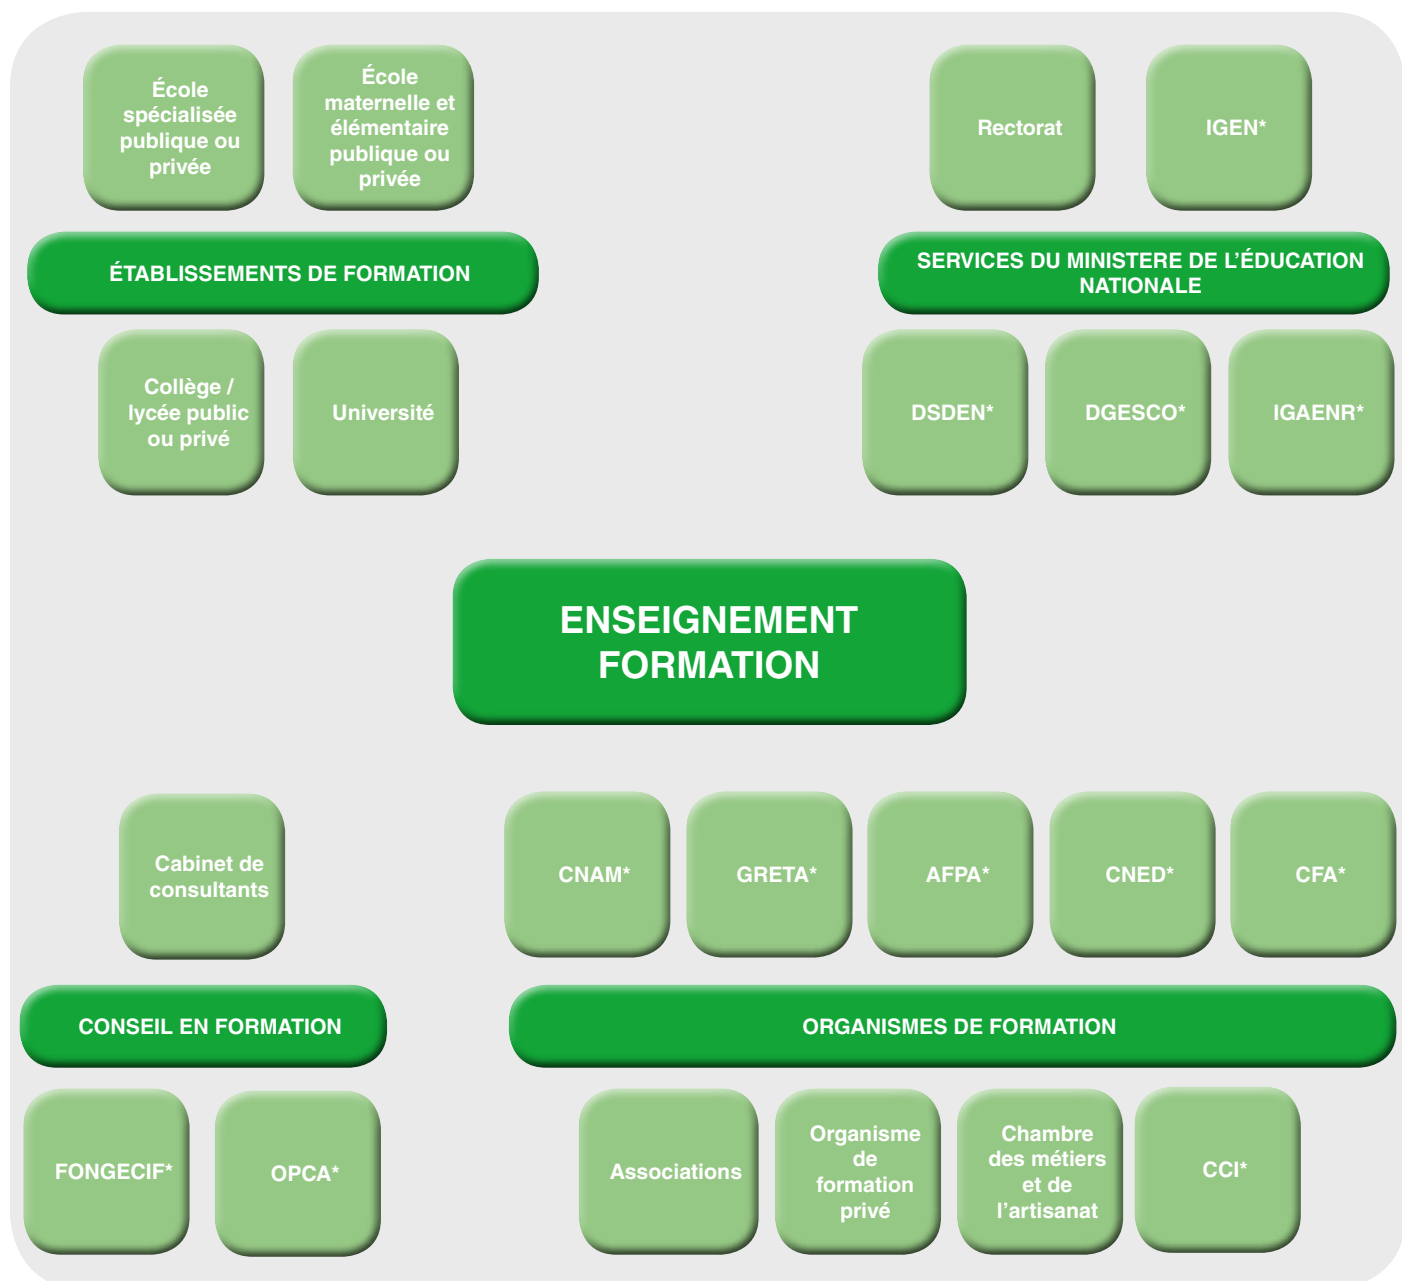 École
spécialisée
publique ou
privée
École
maternelle et
élémentaire
publique ou
privée
Rectorat
IGEN*
ÉTABLISSEMENTS DE FORMATION
SERVICES DU MINISTERE DE L’ÉDUCATION
NATIONALE
Collège /
lycée public
ou privé
Université
DSDEN*
DGESCO*
IGAENR*
ENSEIGNEMENT
FORMATION
Cabinet de
consultants
CNAM*
GRETA*
AFPA*
CNED*
CFA*
CONSEIL EN FORMATION
ORGANISMES DE FORMATION
FONGECIF*
OPCA*
Associations
Organisme
de
formation
privé
Chambre
des métiers
et de
l’artisanat
CCI*